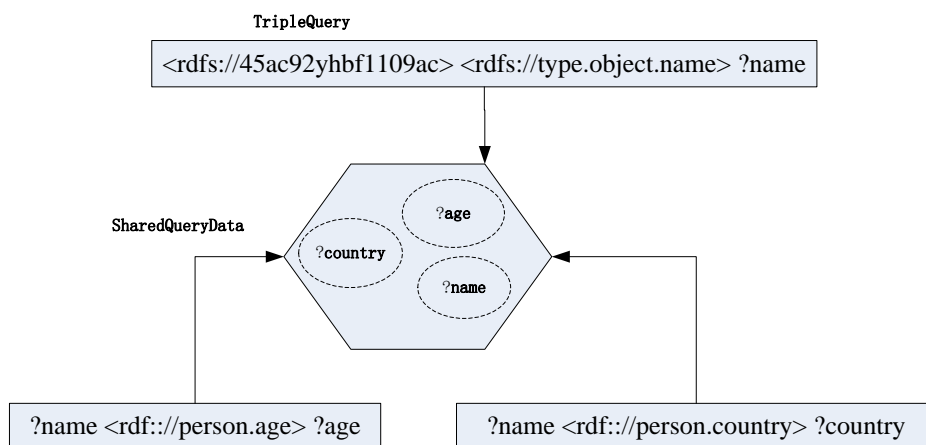 TripleQuery
<rdfs://45ac92yhbf1109ac> <rdfs://type.object.name> ?name
?age
SharedQueryData
?country
?name
?name <rdf:://person.age> ?age
?name <rdf:://person.country> ?country